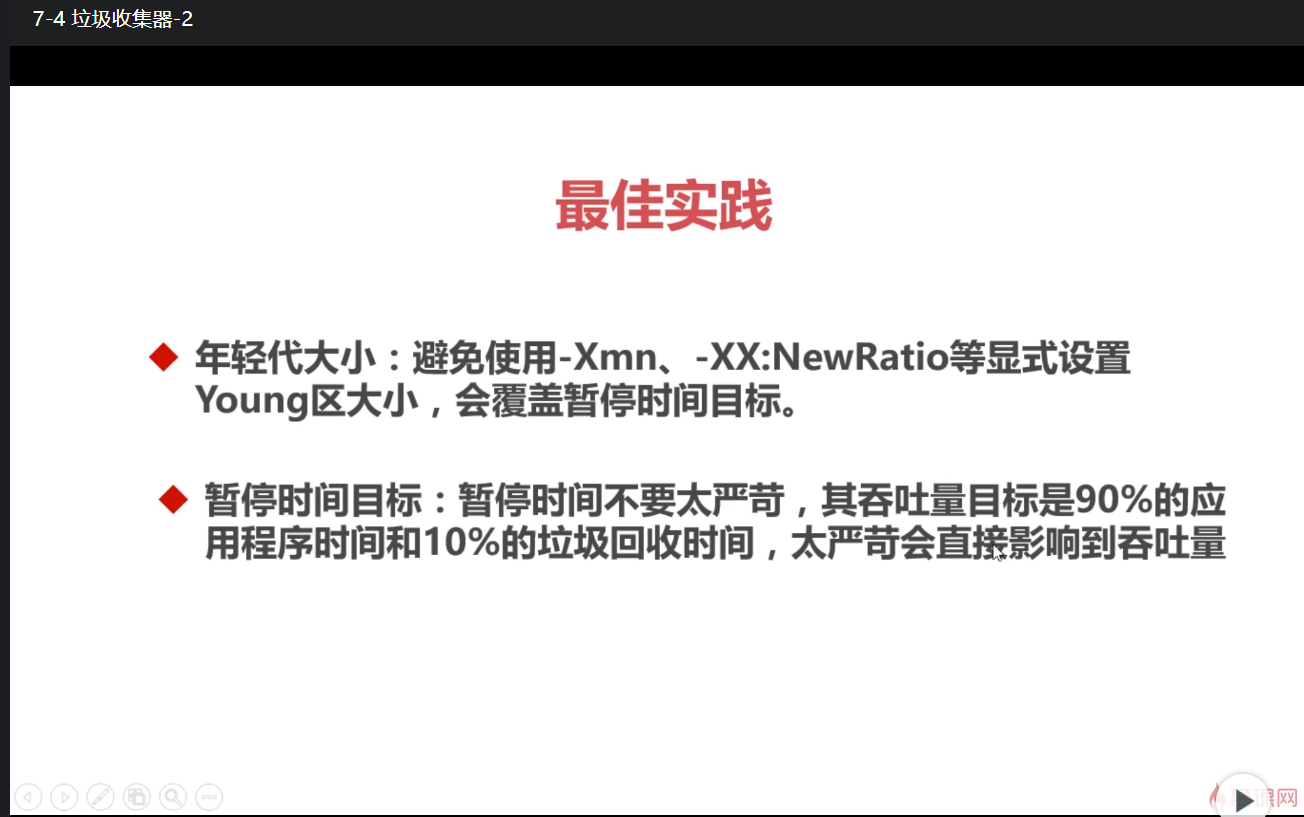 7-4 垃圾收集器-2
最佳实践
年轻代大小：避免使用-Xmn、-XX:NewRatio等显式设置
Young区大小，会覆盖暂停时间目标。
暂停时间目标：暂停时间不要太严苛，其吞吐量目标是90%的应
用程序时间和10%的垃圾回收时间，太严苛会直接影响到吞吐量
课网